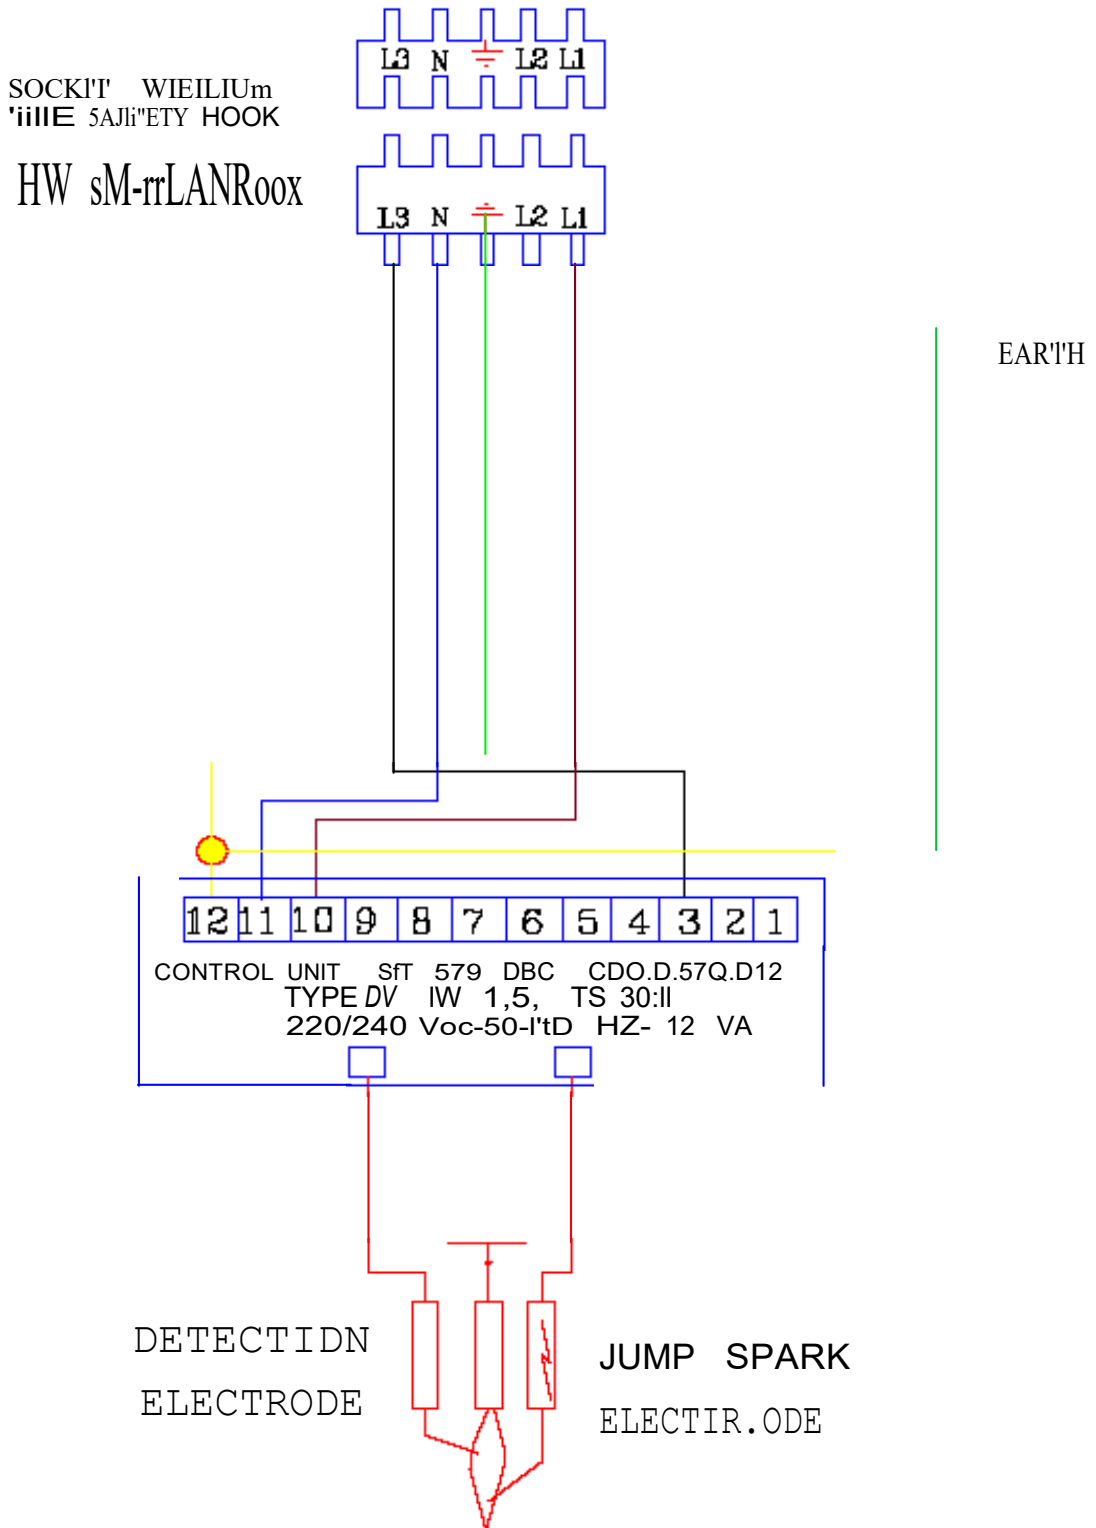 L3 N L2 L1
SOCKl'I' WIEILIUm
'iillE 5AJli"ETY HOOK
HW sM-rrLANRoox
L3 N L2 L1
EAR'l'H
12 11 10 9 8 7 6 5 4 3 2 1
CONTROL UNIT SfT 579 DBC CDO.D.57Q.D12
TYPE DV IW 1,5, TS 30:II
220/240 Voc-50-l'tD HZ- 12 VA
DETECTIDN
ELECTRODE
JUMP SPARK
ELECTIR.ODE